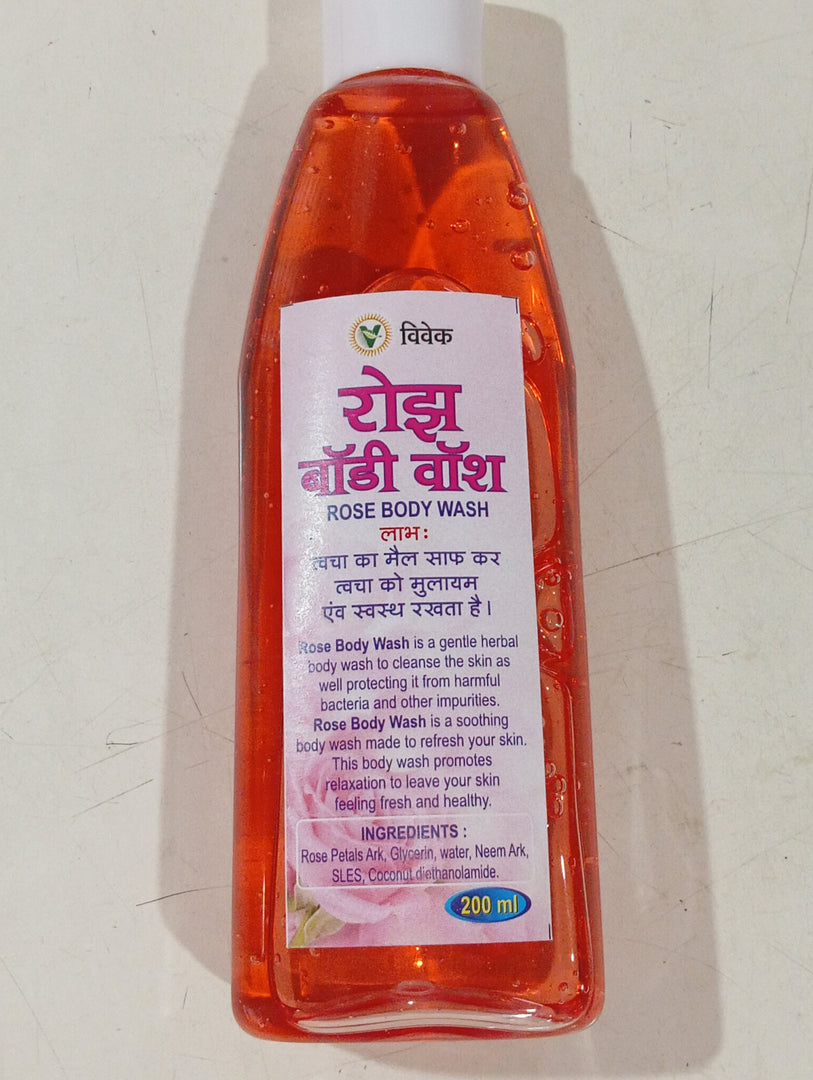 विवेक
रोझ
बॉडी वॉश
ROSE BODY WASH
लाभ:
त्वचा का मैल साफ कर
त्वचा को मुलायम
एंव स्वस्थ रखता है।
Rose Body Wash is a gentle herbal
body wash to cleanse the skin as
well protecting it from harmful
bacteria and other impurities.
Rose Body Wash is a soothing
body wash made to refresh your skin.
This body wash promotes
relaxation to leave your skin
feeling fresh and healthy.
INGREDIENTS :
Rose Petals Ark, Glycerin, water, Neem Ark,
SLES, Coconut diethanolamide.
200 ml